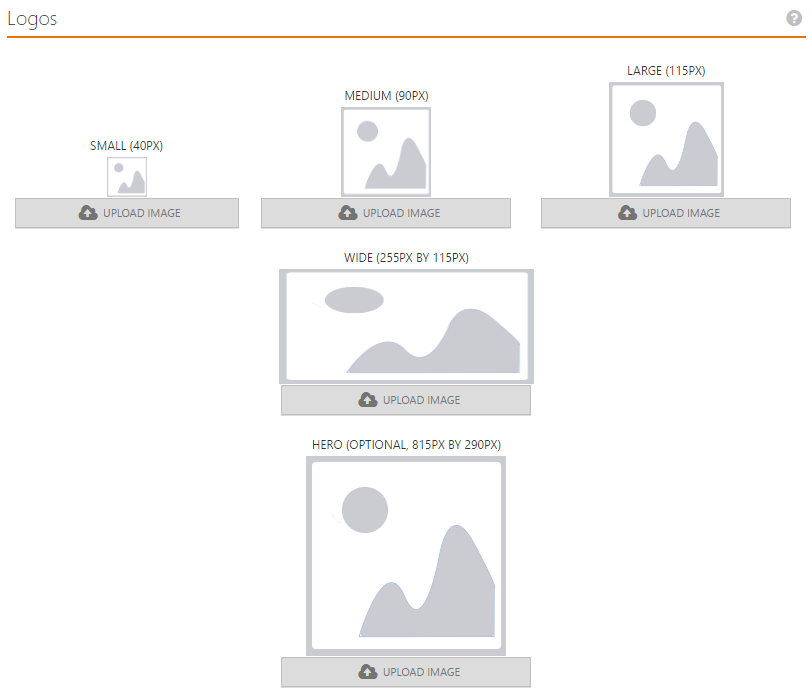 Logos
?
SMALL (40PX)
MEDIUM (90PX)
LARGE (115PX)
UPLOAD IMAGE
UPLOAD IMAGE
UPLOAD IMAGE
WIDE (255PX BY 115PX)
UPLOAD IMAGE
HERO (OPTIONAL, 815PX BY 290PX)
UPLOAD IMAGE